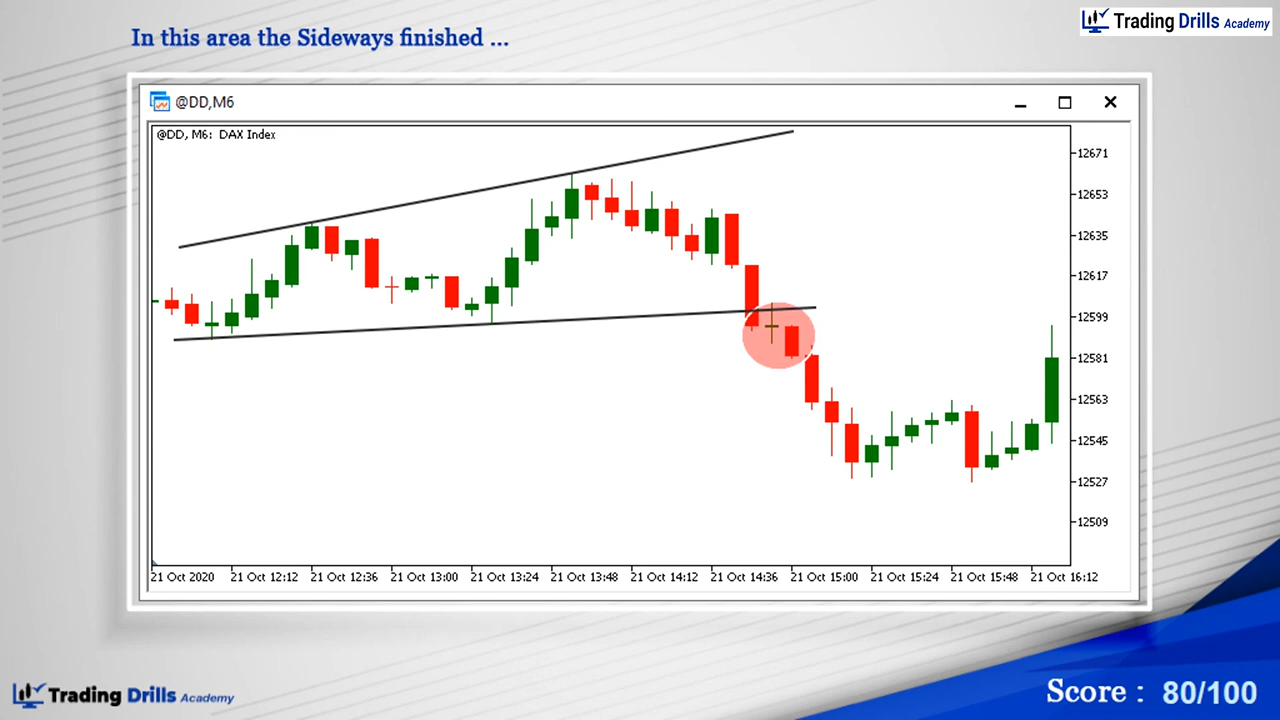 In this area the Sideways finished ...
Trading Drills Academy
@DD,M6
@DD, M6: DAX Index
12671
12653
12635
12617
12599
12581
12563
12545
12527
12509
21 Oct 2020 21 Oct 12:12 21 Oct 12:36 21 Oct 13:00 21 Oct 13:24 21 Oct 13:48 21 Oct 14:12 21 Oct 14:36 21 Oct 15:00 21 Oct 15:24 21 Oct 15:48 21 Oct 16:12
Trading Drills Academy
Score : 80/100